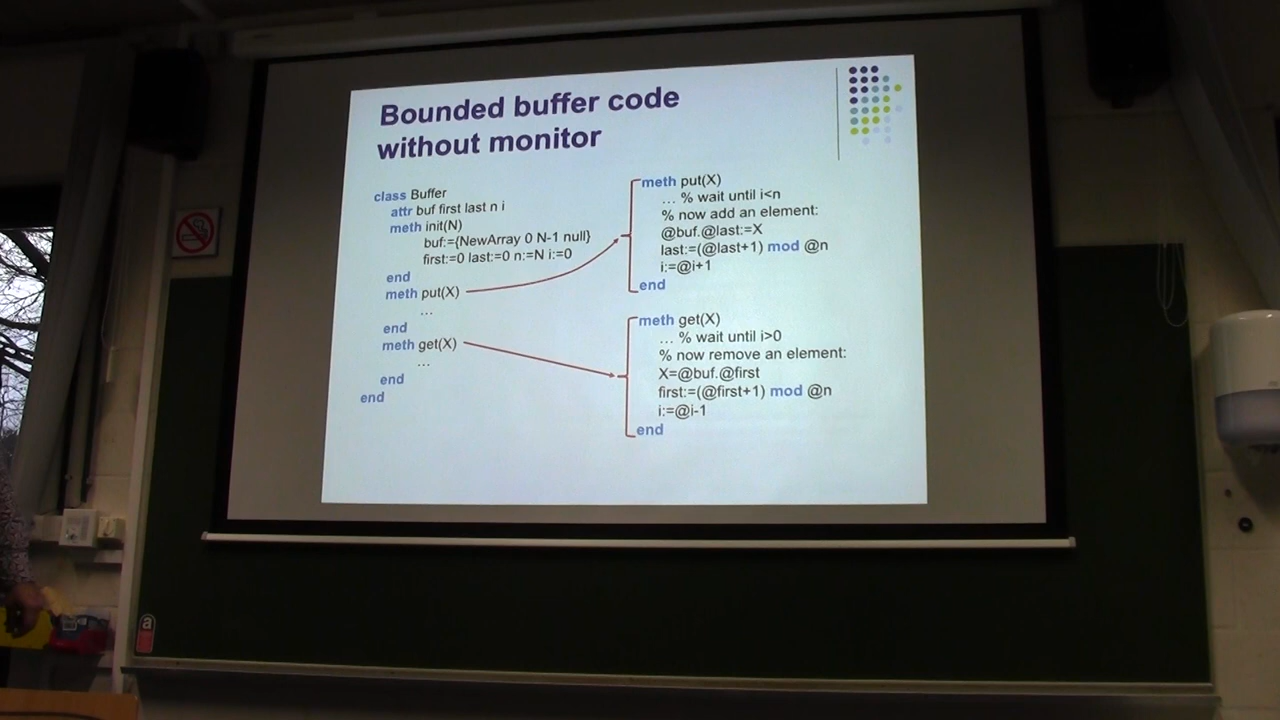 Bounded buffer code
without monitor
class Buffer
attr buf first last n i
meth init(N)
buf:={NewArray 0 N-1 null}
first:=0 last:=0 n:=N i:=0
end
meth put(X)
...
end
meth get(X)
...
end
end
meth put(X)
... % wait until i<n
% now add an element:
@buf.@last:=X
last:=(@last+1) mod @n
i:=@i+1
end
meth get(X)
... % wait until i>0
% now remove an element:
X=@buf.@first
first:=(@first+1) mod @n
i:=@i-1
end
a